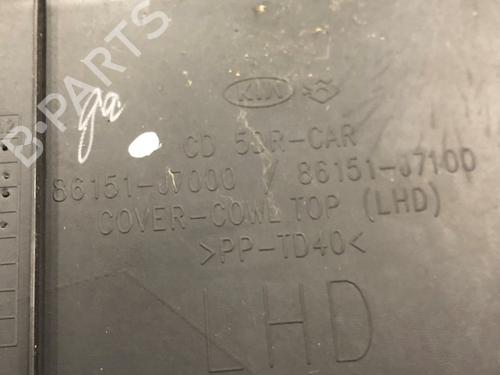 KIA
CD 5DR-CAR
86151-J7000 / 86151-J7100
COVER-COWL TOP (LHD)
>PP-TD40<
LHD
B-PARTS